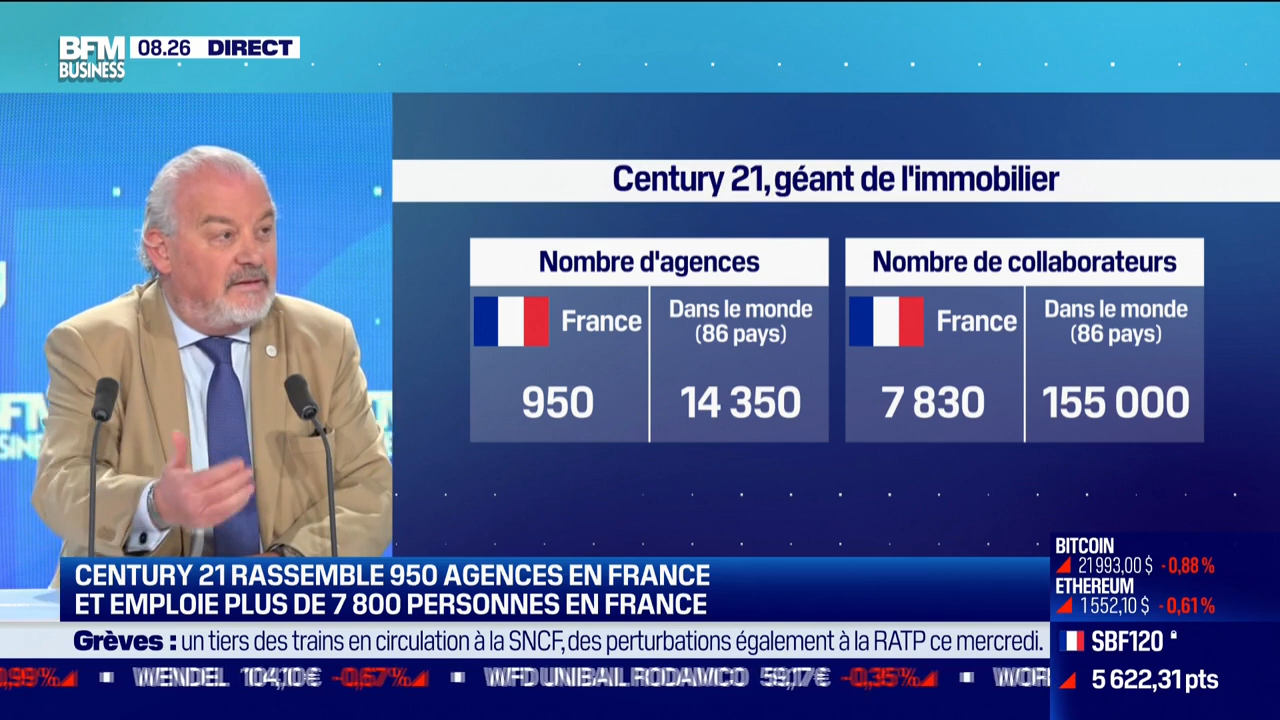 BFM
BUSINESS
08.26 DIRECT
Century 21, géant de l'immobilier
Nombre d'agences
France
Dans le monde
(86 pays)
950
14 350
Nombre de collaborateurs
France
Dans le monde
(86 pays)
7 830
155 000
CENTURY 21 RASSEMBLE 950 AGENCES EN FRANCE
ET EMPLOIE PLUS DE 7 800 PERSONNES EN FRANCE
BITCOIN
21 993,00 $ -0,88 %
ETHEREUM
1 552,10 $ -0,61 %
Grèves : un tiers des trains en circulation à la SNCF, des perturbations également à la RATP ce mercredi.
SBF120
5 622,31 pts
WENDEL 104,10€ -0,67% WFD UNIBAIL RODAMCO 59,17€ -0,35%